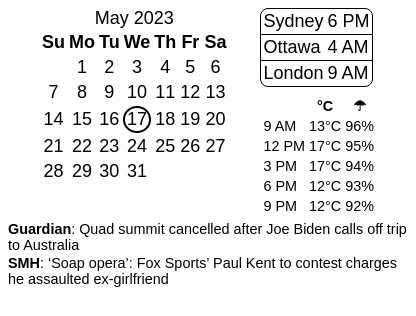 May 2023
Su Mo Tu We Th Fr Sa
1 2 3 4 5 6
7 8 9 10 11 12 13
14 15 16 17 18 19 20
21 22 23 24 25 26 27
28 29 30 31
Sydney 6 PM
Ottawa 4 AM
London 9 AM
°C ☂
9 AM 13°C 96%
12 PM 17°C 95%
3 PM 17°C 94%
6 PM 12°C 93%
9 PM 12°C 92%
Guardian: Quad summit cancelled after Joe Biden calls off trip
to Australia
SMH: ‘Soap opera’: Fox Sports’ Paul Kent to contest charges
he assaulted ex-girlfriend